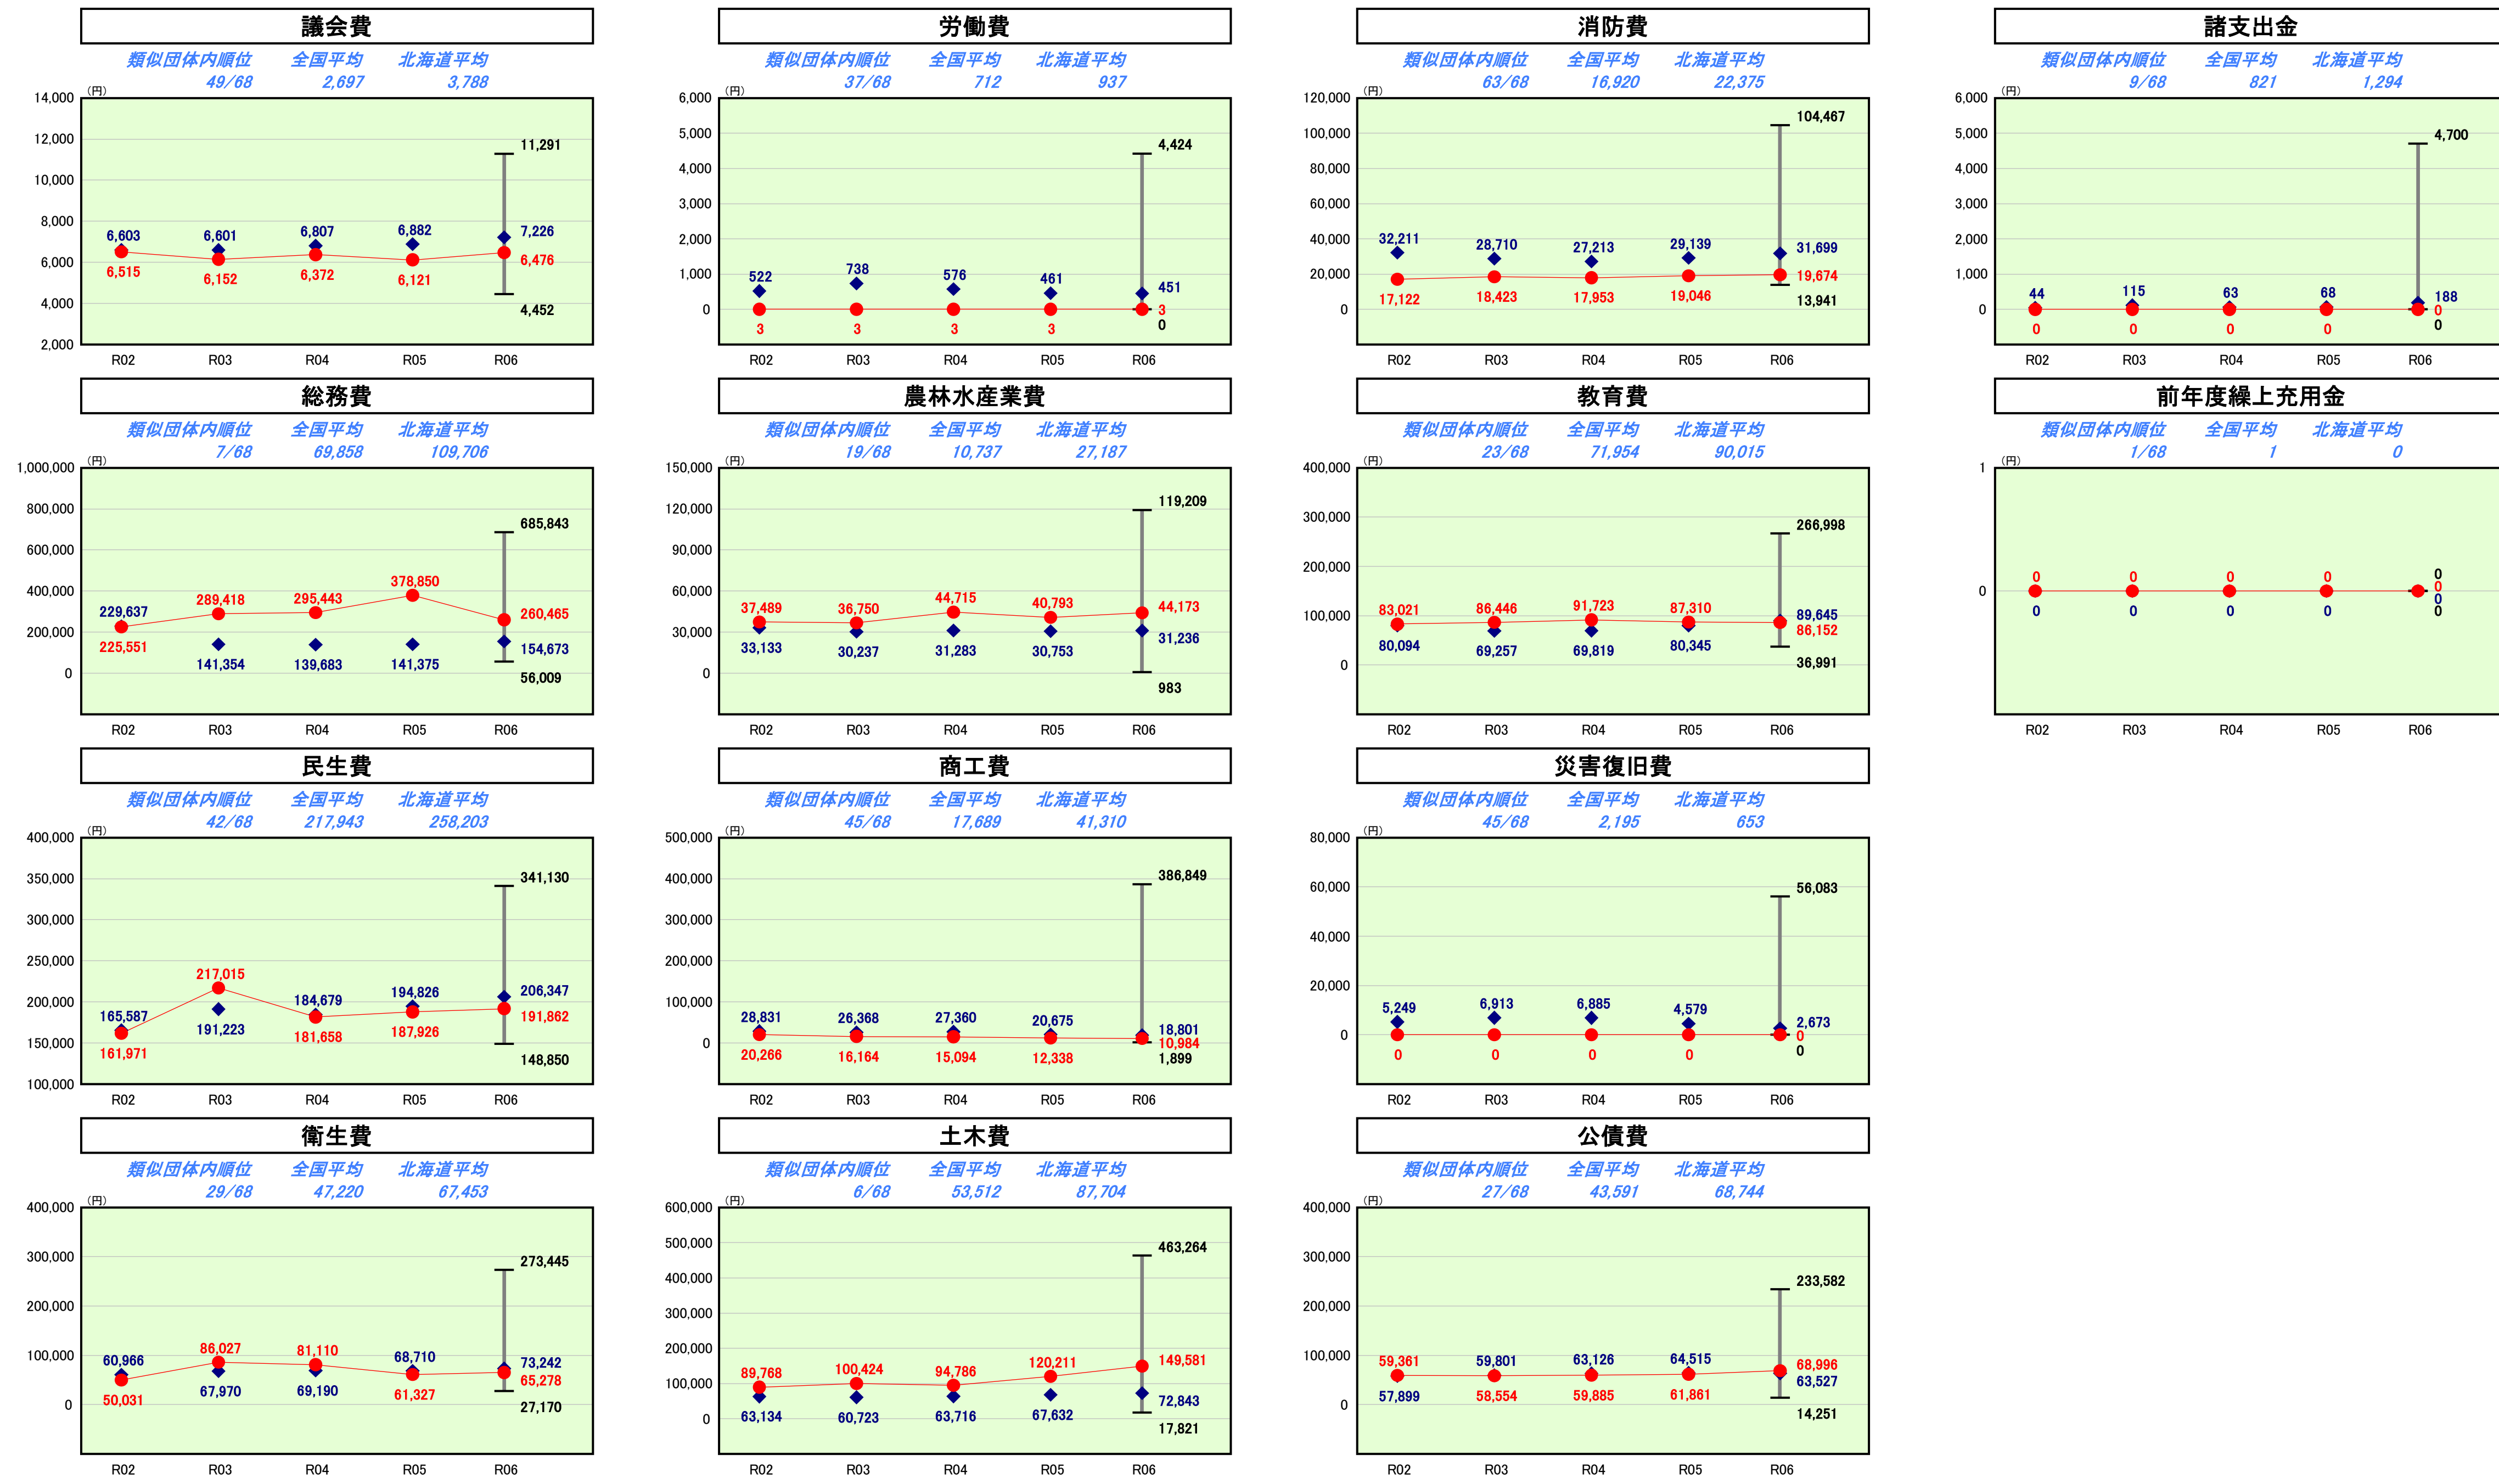 議会費
類似団体内順位 全国平均 北海道平均
49/68 2,697 3,788
(円)
14,000
12,000
10,000
8,000
6,000
4,000
2,000
11,291
6,603 6,601 6,807 6,882 7,226
6,515 6,152 6,372 6,121 6,476
4,452
R02 R03 R04 R05 R06
労働費
類似団体内順位 全国平均 北海道平均
37/68 712 937
(円)
6,000
5,000
4,000
3,000
2,000
1,000
0
4,424
522 738 576 461 451
3 3 3 3 3
0
R02 R03 R04 R05 R06
消防費
類似団体内順位 全国平均 北海道平均
63/68 16,920 22,375
(円)
120,000
100,000
80,000
60,000
40,000
20,000
0
104,467
32,211 28,710 27,213 29,139 31,699
17,122 18,423 17,953 19,046 19,674
13,941
R02 R03 R04 R05 R06
諸支出金
類似団体内順位 全国平均 北海道平均
9/68 821 1,294
(円)
6,000
5,000
4,000
3,000
2,000
1,000
0
4,700
44 115 63 68 188
0 0 0 0 0
0
R02 R03 R04 R05 R06
総務費
類似団体内順位 全国平均 北海道平均
7/68 69,858 109,706
(円)
1,000,000
800,000
600,000
400,000
200,000
0
685,843
229,637 289,418 295,443 378,850 260,465
225,551 141,354 139,683 141,375 154,673
56,009
R02 R03 R04 R05 R06
農林水産業費
類似団体内順位 全国平均 北海道平均
19/68 10,737 27,187
(円)
150,000
120,000
90,000
60,000
30,000
0
119,209
37,489 36,750 44,715 40,793 44,173
33,133 30,237 31,283 30,753 31,236
983
R02 R03 R04 R05 R06
教育費
類似団体内順位 全国平均 北海道平均
23/68 71,954 90,015
(円)
400,000
300,000
200,000
100,000
0
266,998
83,021 86,446 91,723 87,310 89,645
80,094 69,257 69,819 80,345 86,152
36,991
R02 R03 R04 R05 R06
前年度繰上充用金
類似団体内順位 全国平均 北海道平均
1/68 1 0
(円)
1
0
0
0 0 0 0 0
0 0 0 0 0
0
R02 R03 R04 R05 R06
民生費
類似団体内順位 全国平均 北海道平均
42/68 217,943 258,203
(円)
400,000
350,000
300,000
250,000
200,000
150,000
100,000
341,130
165,587 217,015 184,679 194,826 206,347
161,971 191,223 181,658 187,926 191,862
148,850
R02 R03 R04 R05 R06
商工費
類似団体内順位 全国平均 北海道平均
45/68 17,689 41,310
(円)
500,000
400,000
300,000
200,000
100,000
0
386,849
28,831 26,368 27,360 20,675 18,801
20,266 16,164 15,094 12,338 10,984
1,899
R02 R03 R04 R05 R06
災害復旧費
類似団体内順位 全国平均 北海道平均
45/68 2,195 653
(円)
80,000
60,000
40,000
20,000
0
56,083
5,249 6,913 6,885 4,579 2,673
0 0 0 0 0
0
R02 R03 R04 R05 R06
衛生費
類似団体内順位 全国平均 北海道平均
29/68 47,220 67,453
(円)
400,000
300,000
200,000
100,000
0
273,445
60,966 86,027 81,110 68,710 73,242
50,031 67,970 69,190 61,327 65,278
27,170
R02 R03 R04 R05 R06
土木費
類似団体内順位 全国平均 北海道平均
6/68 53,512 87,704
(円)
600,000
500,000
400,000
300,000
200,000
100,000
0
463,264
89,768 100,424 94,786 120,211 149,581
63,134 60,723 63,716 67,632 72,843
17,821
R02 R03 R04 R05 R06
公債費
類似団体内順位 全国平均 北海道平均
27/68 43,591 68,744
(円)
400,000
300,000
200,000
100,000
0
233,582
59,361 59,801 63,126 64,515 68,996
57,899 58,554 59,885 61,861 63,527
14,251
R02 R03 R04 R05 R06